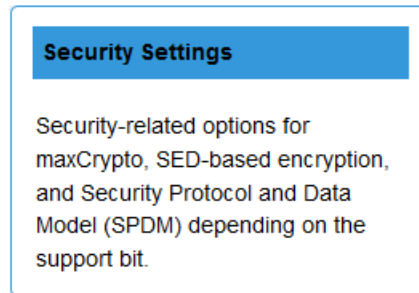 Security Settings
Security-related options for
maxCrypto, SED-based encryption,
and Security Protocol and Data
Model (SPDM) depending on the
support bit.